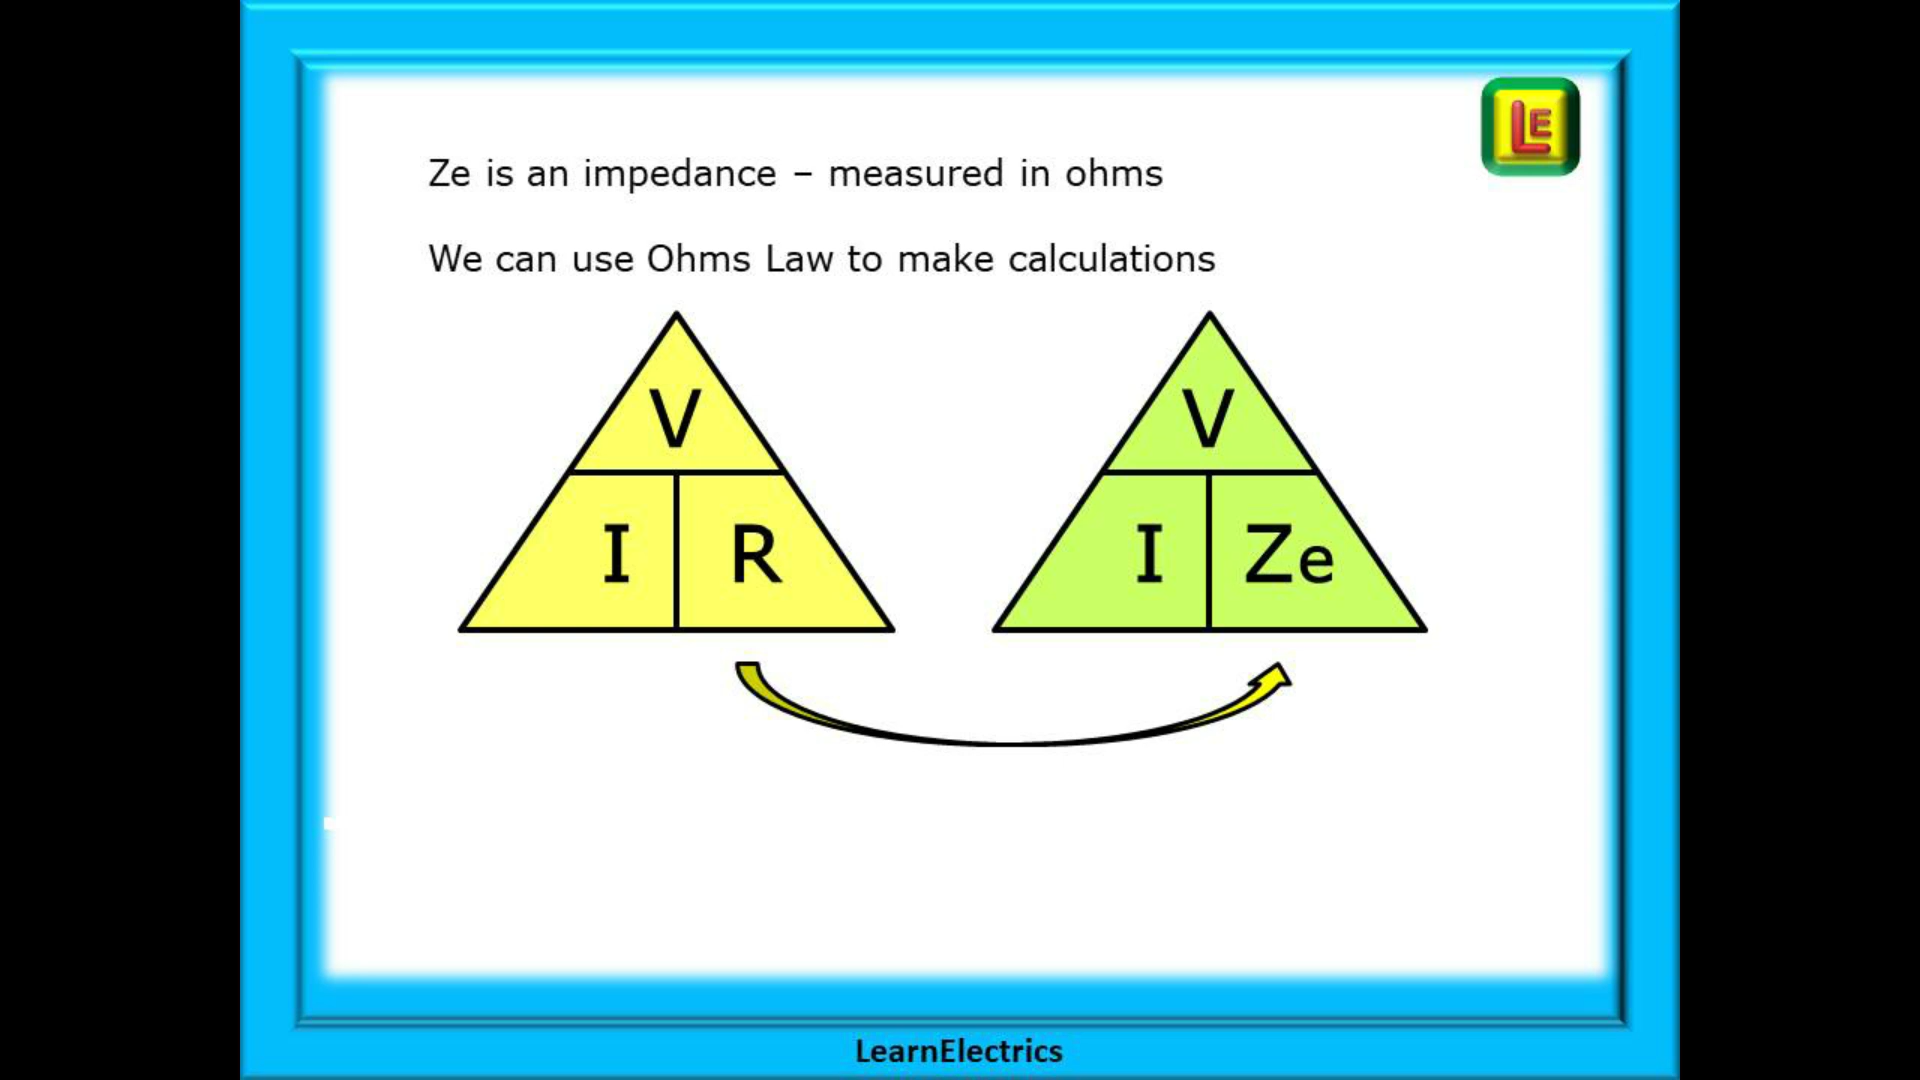 LE
Ze is an impedance – measured in ohms
We can use Ohms Law to make calculations
V
I R
V
I Ze
LearnElectrics